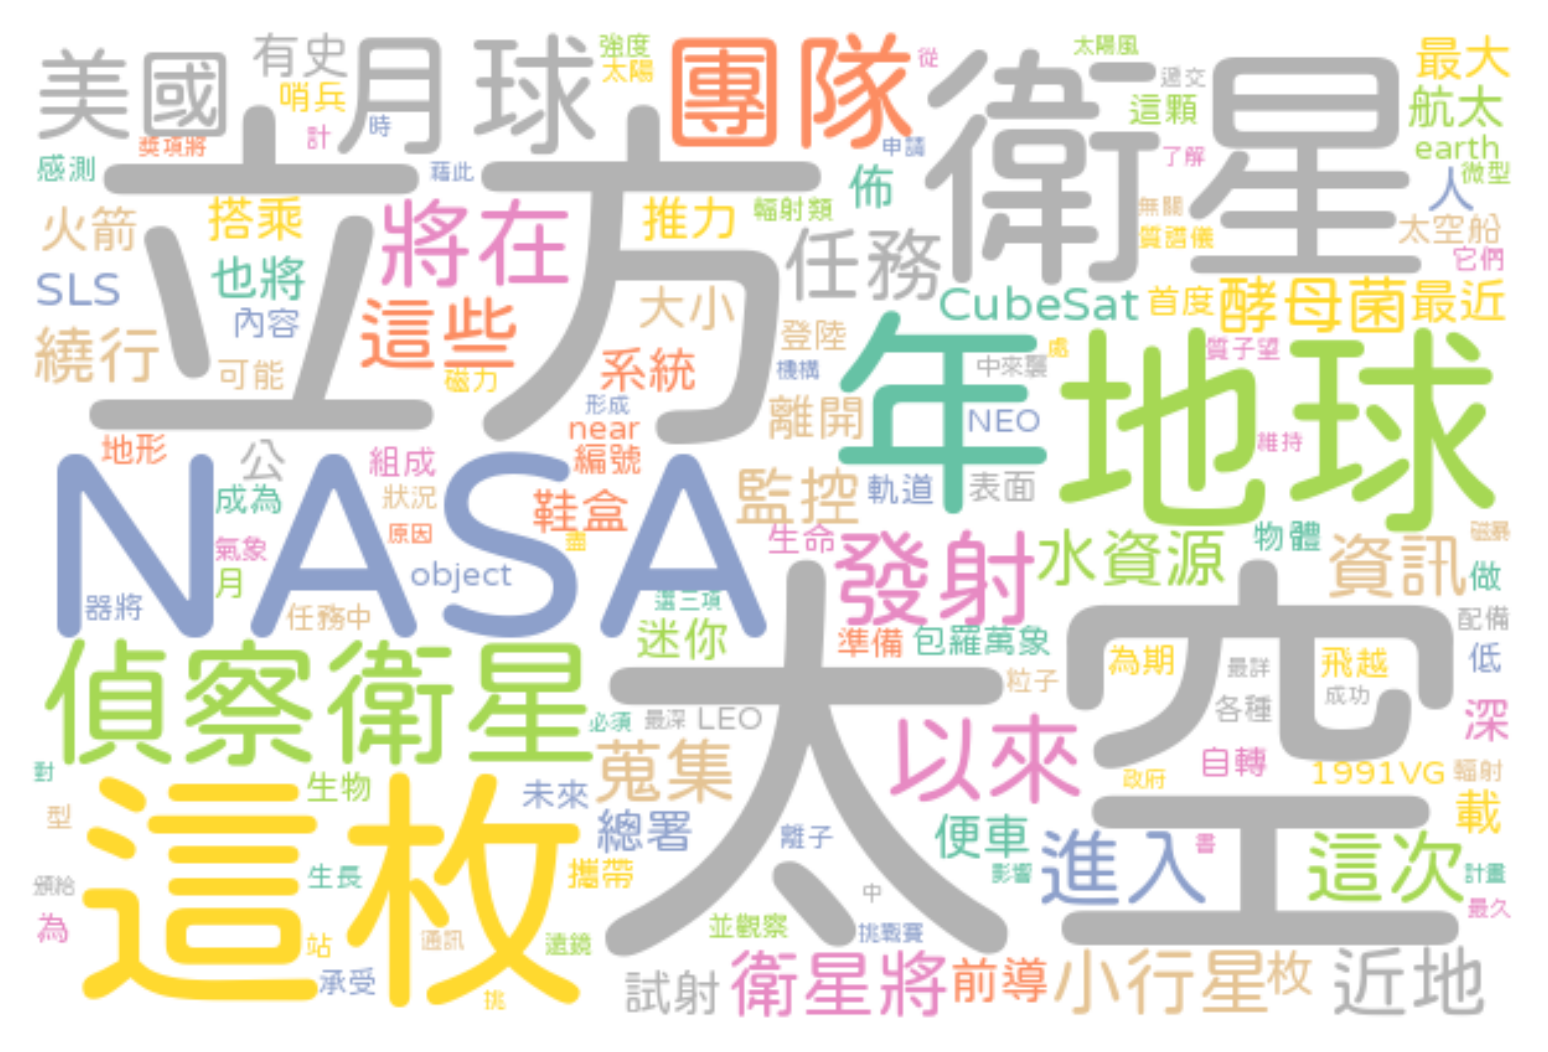 美國
有史
月球
強度
太陽
團隊
從
衛星
太陽風
過交
最大
哨兵
計
時
獎項將
感測
藉此
立方
申請
這顆
航太
earth
了解
人
微型
佈
火箭
搭乘
將在
推力
輻射類
任務
無關
質譜儀
太空船
它們
SLS
也將
內容
這些
大小
CubeSat
首度
酵母菌
最近
繞行
可能
磁力
系統
登陸
機構
年
中來襲
處
質子望
地球
形成
near
編號
離開
NEO
維持
地形
公
組成
NASA
成為
狀況
原因
鞋盒
監控
軌道
表面
氣象
月
object
生命
發射
水資源
物體
資訊
磁暴
做
器將
任務中
選三項
迷你
太空
準備
包羅萬象
配備
偵察衛星
必須
最深
LEO
粒子
為期
最詳
飛越
低
各種
成功
深
對
這枚
生物
未來
蒐集
以來
自轉
政府
1991VG
輻射
型
總署
離子
便車
進入
書
載
這次
頒給
生長
攜帶
中
影響
計畫
為
站
通訊
遠鏡
並觀察
挑戰賽
最久
承受
挑
試射
衛星將
前導
小行星
枚
近地